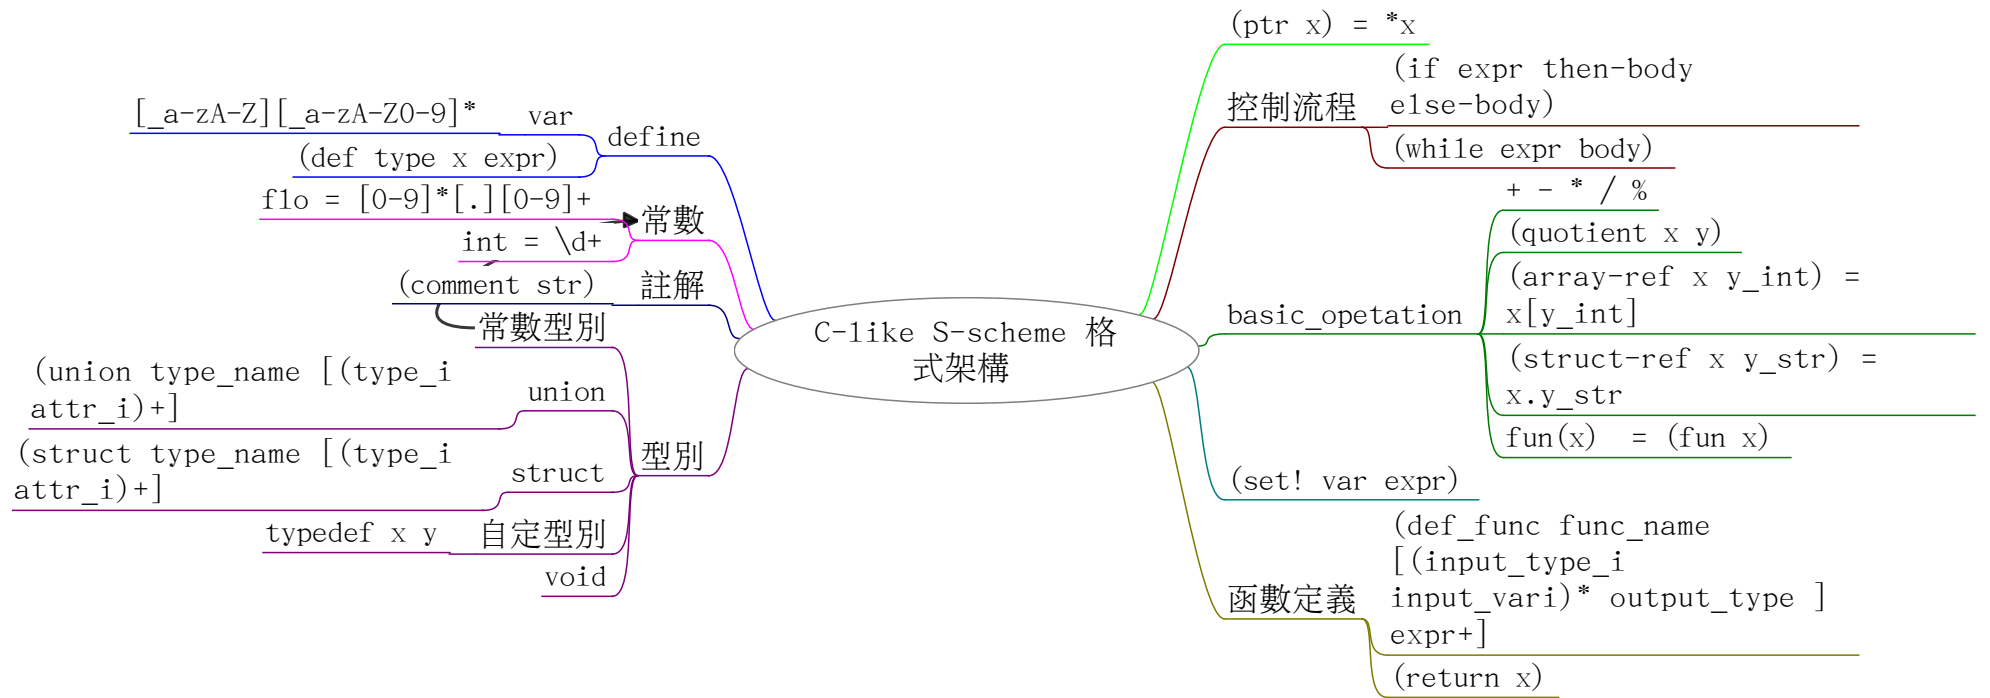 C-like S-scheme 格
式架構
define
var
[_a-zA-Z][_a-zA-Z0-9]*
(def type x expr)
常數
flo = [0-9]*[.][0-9]+
int = \d+
註解
(comment str)
型別
常數型別
union
(union type_name [(type_i
attr_i)+]
struct
(struct type_name [(type_i
attr_i)+]
自定型別
typedef x y
void
(ptr x) = *x
控制流程
(if expr then-body
else-body)
(while expr body)
basic_opetation
+ - * / %
(quotient x y)
(array-ref x y_int) =
x[y_int]
(struct-ref x y_str) =
x.y_str
fun(x)  = (fun x)
(set! var expr)
函數定義
(def_func func_name
[(input_type_i
input_vari)* output_type ]
expr+]
(return x)